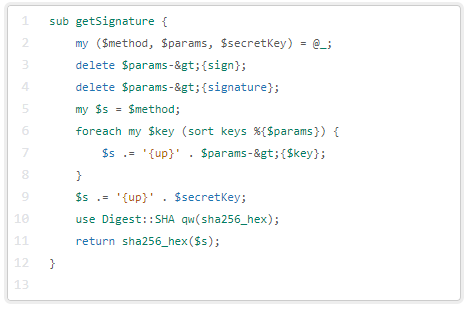 1 sub getSignature {
2 my ($method, $params, $secretKey) = @_;
3 delete $params-&gt;{sign};
4 delete $params-&gt;{signature};
5 my $s = $method;
6 foreach my $key (sort keys %{$params}) {
7 $s .= '{up}' . $params-&gt;{$key};
8 }
9 $s .= '{up}' . $secretKey;
10 use Digest::SHA qw(sha256_hex);
11 return sha256_hex($s);
12 }
13